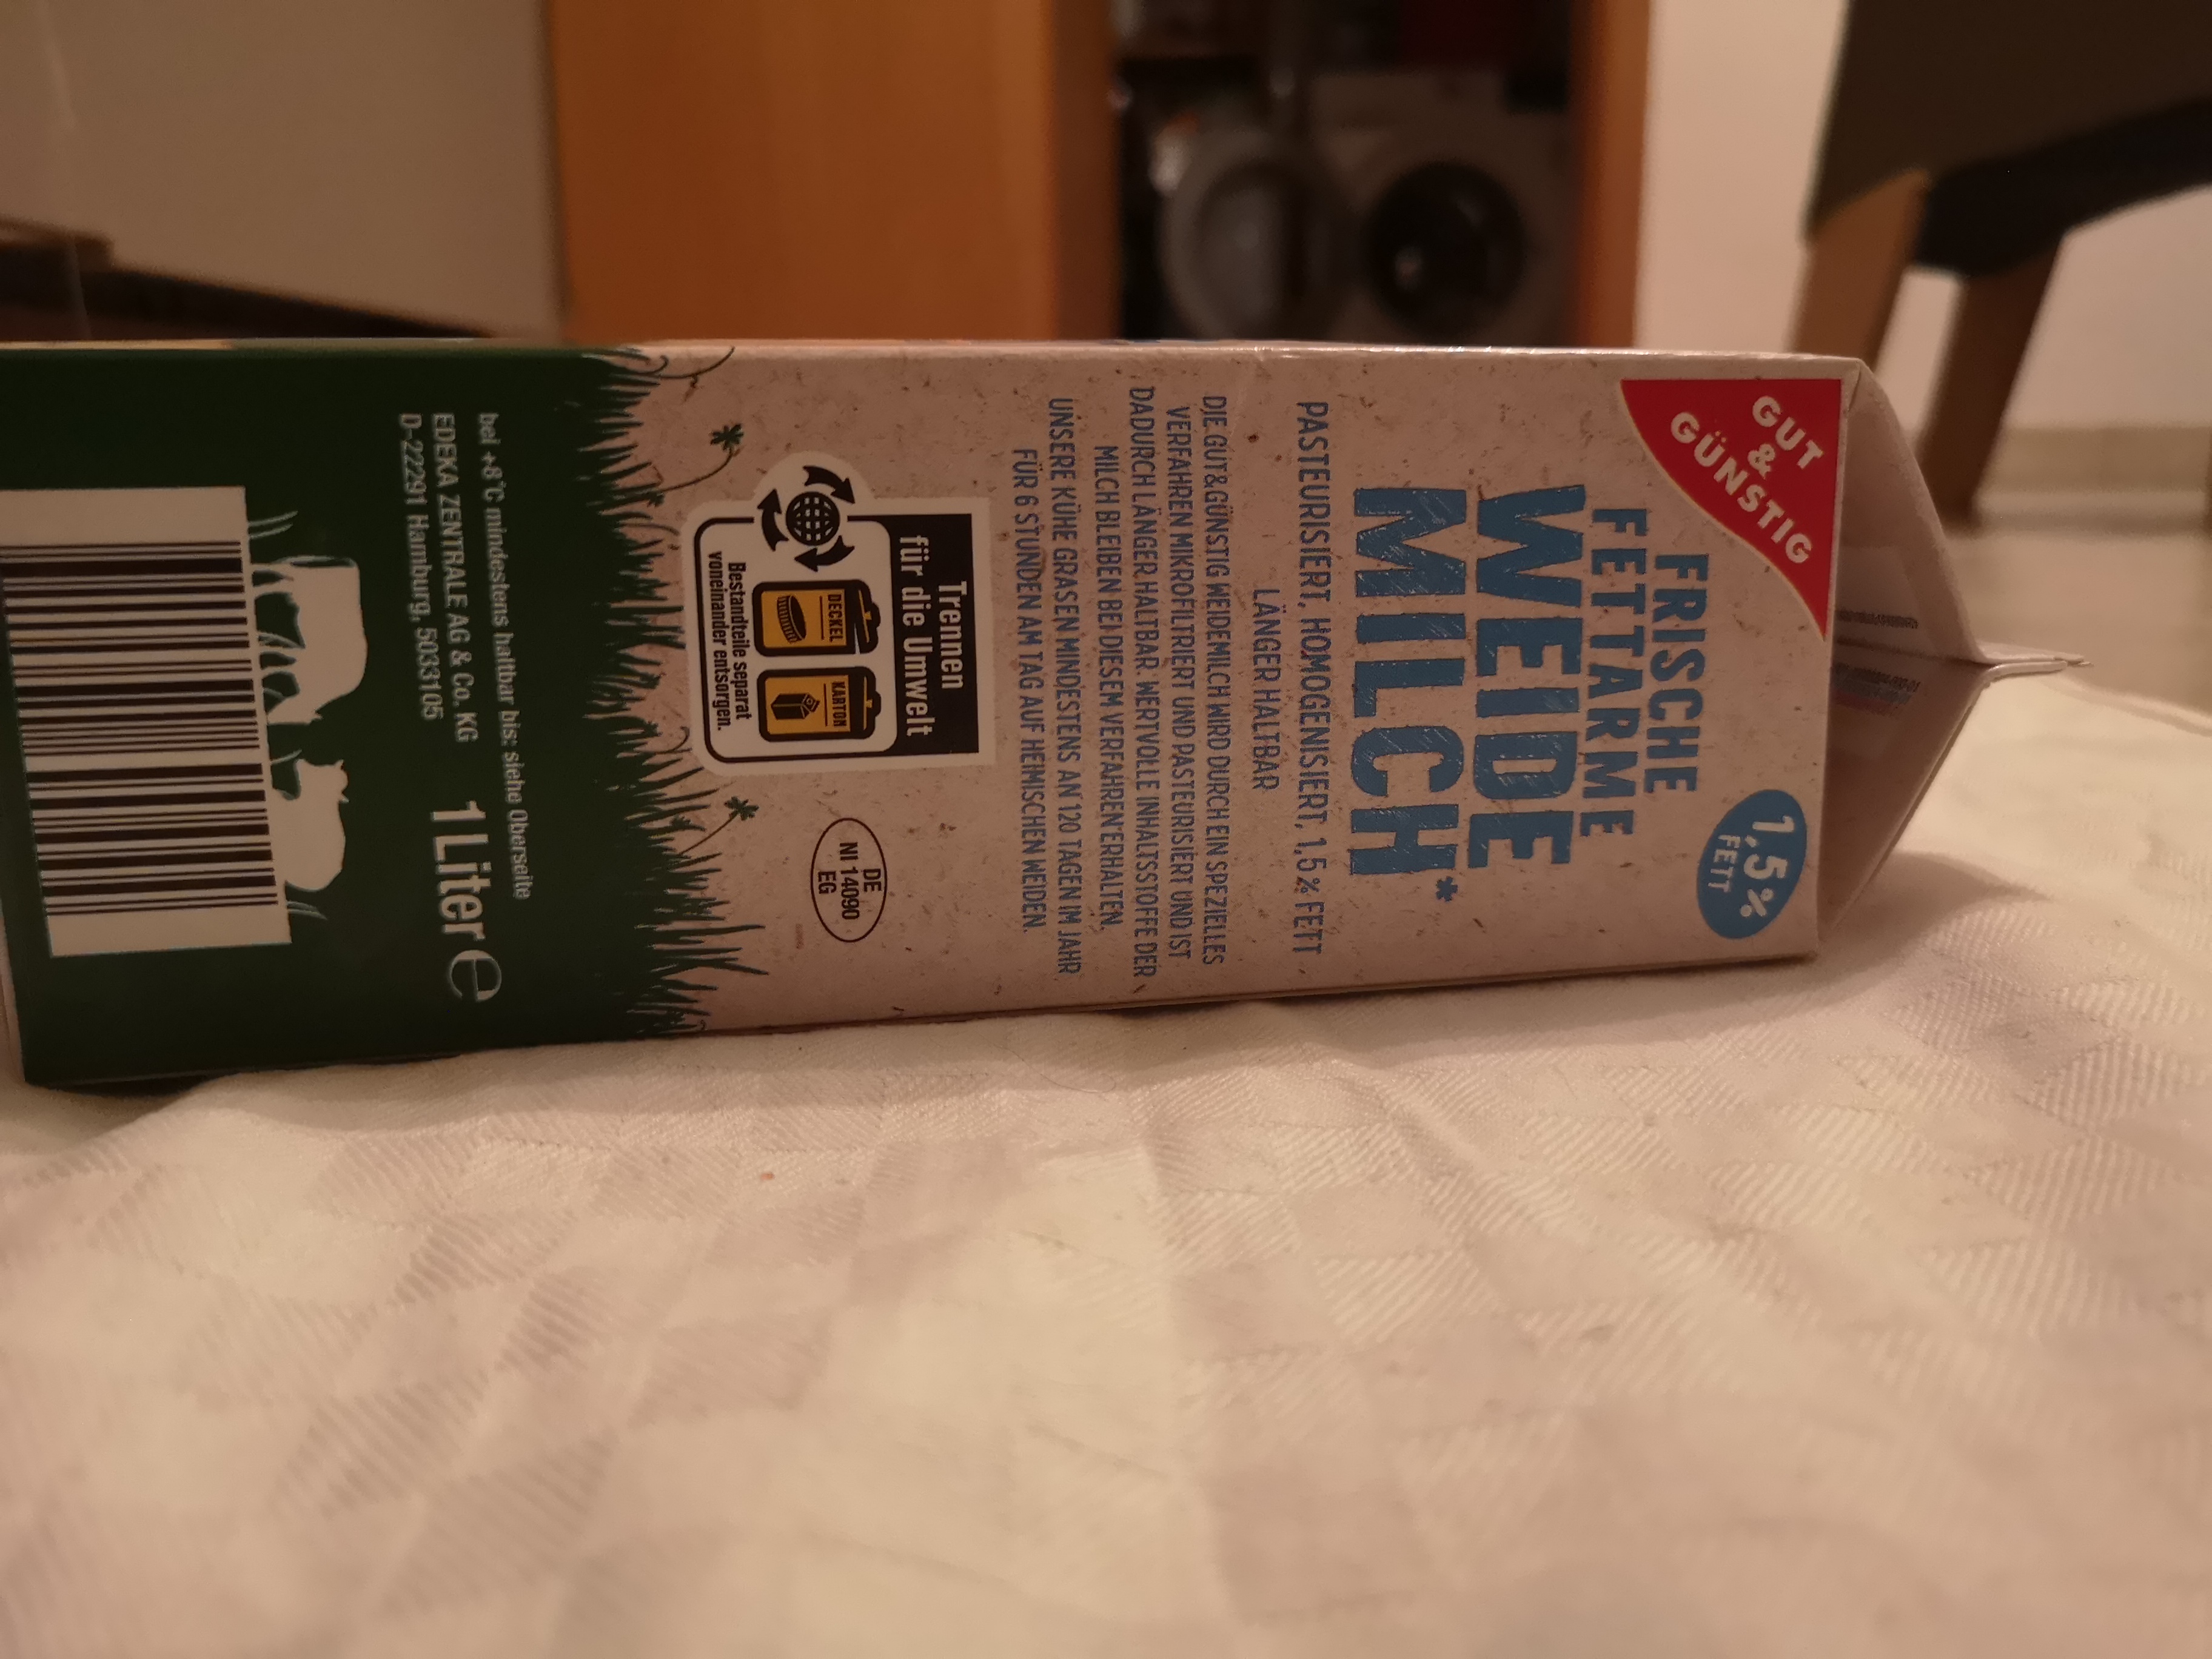 GUT
&
GÜNSTIG
1,5%
FETT
FRISCHE
FETTARME
WEIDE
MILCH*
PASTEURISIERT, HOMOGENISIERT, 1,5 % FETT
LÄNGER HALTBAR
DIE GUT&GÜNSTIG WEIDEMILCH WIRD DURCH EIN SPEZIELLES
VERFAHREN MIKROFILTRIERT UND PASTEURISIERT UND IST
DADURCH LÄNGER HALTBAR. WERTVOLLE INHALTSSTOFFE DER
MILCH BLEIBEN BEI DIESEM VERFAHREN ERHALTEN.
UNSERE KÜHE GRASEN MINDESTENS AN 120 TAGEN IM JAHR
FÜR 6 STUNDEN AM TAG AUF HEIMISCHEN WEIDEN.
Trennen
für die Umwelt
DECKEL
KARTON
Bestandteile separat
voneinander entsorgen.
DE
NI 14090
EG
bei +8°C mindestens haltbar bis: siehe Oberseite
EDEKA ZENTRALE AG & Co. KG
D-22291 Hamburg, 5033105
1 Liter e